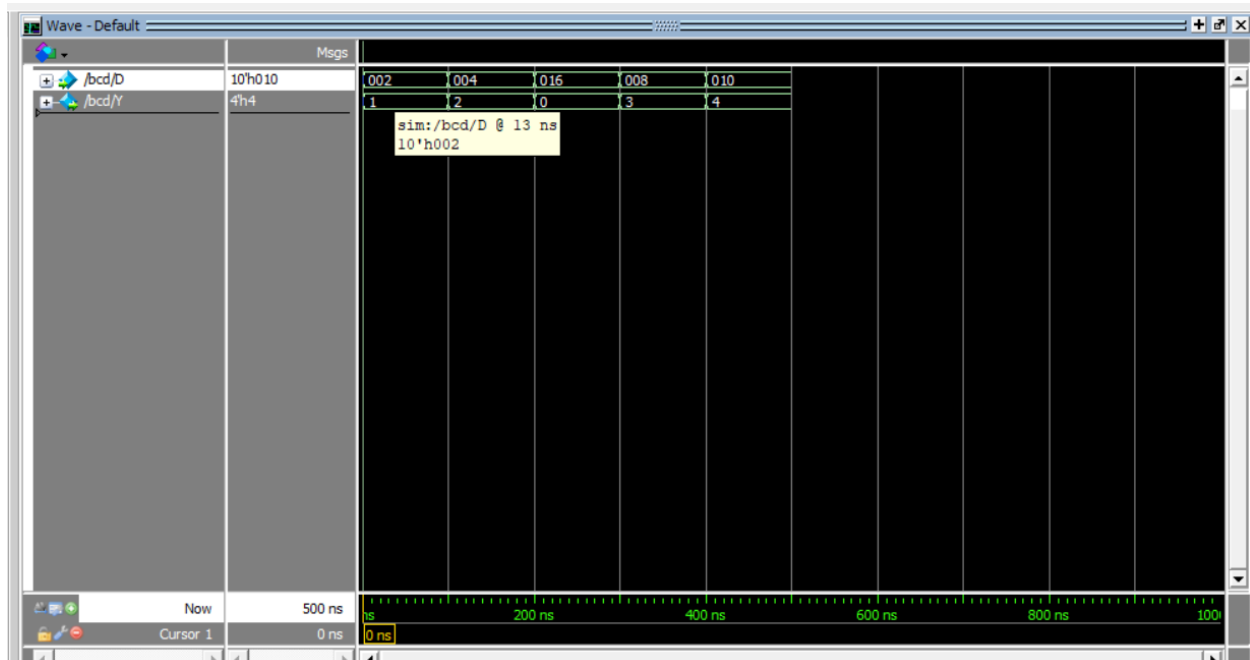 Wave - Default
Msgs
/bcd/D 10'h010 002 004 016 008 010
/bcd/Y 4'h4 1 2 0 3 4
sim:/bcd/D @ 13 ns
10'h002
Now 500 ns ns 200 ns 400 ns 600 ns 800 ns 100
Cursor 1 0 ns 0 ns